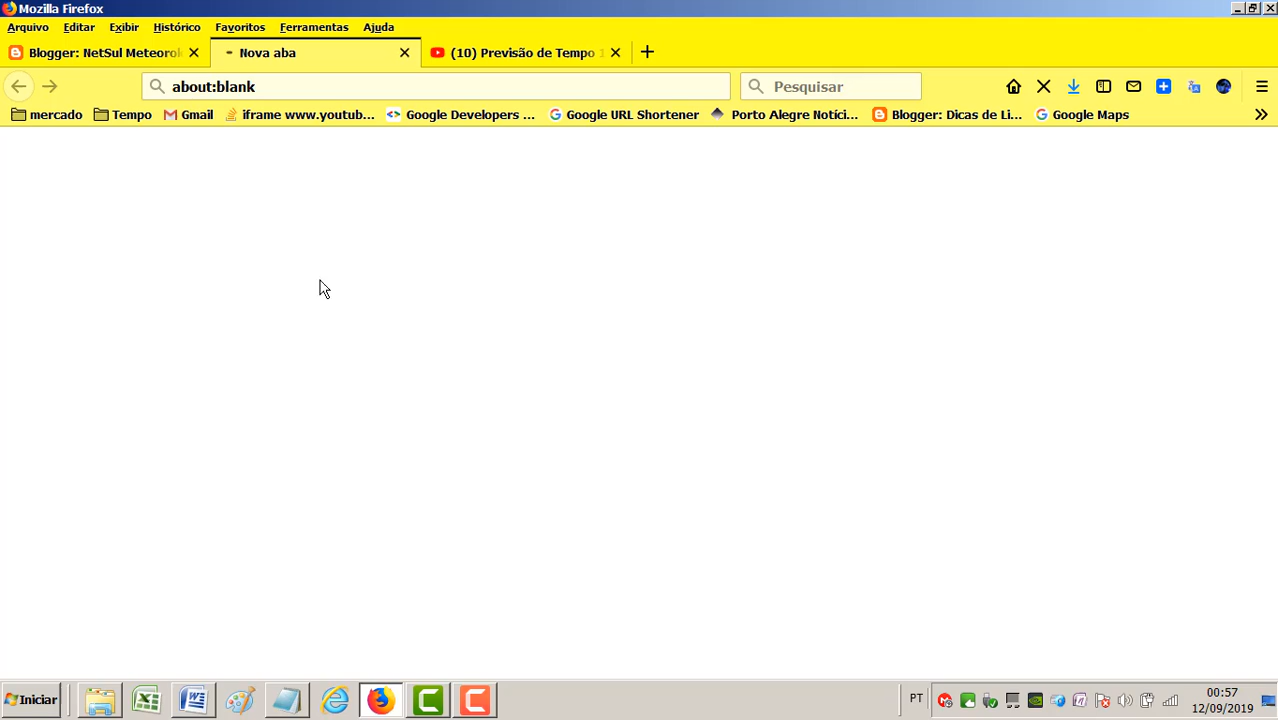 Mozilla Firefox
Arquivo Editar Exibir Histórico Favoritos Ferramentas Ajuda
Blogger: NetSul Meteorol Nova aba (10) Previsão de Tempo 1
about:blank Pesquisar
mercado Tempo Gmail iframe www.youtub... Google Developers ... Google URL Shortener Porto Alegre Notíci... Blogger: Dicas de Li... Google Maps
Iniciar PT 00:57
12/09/2019